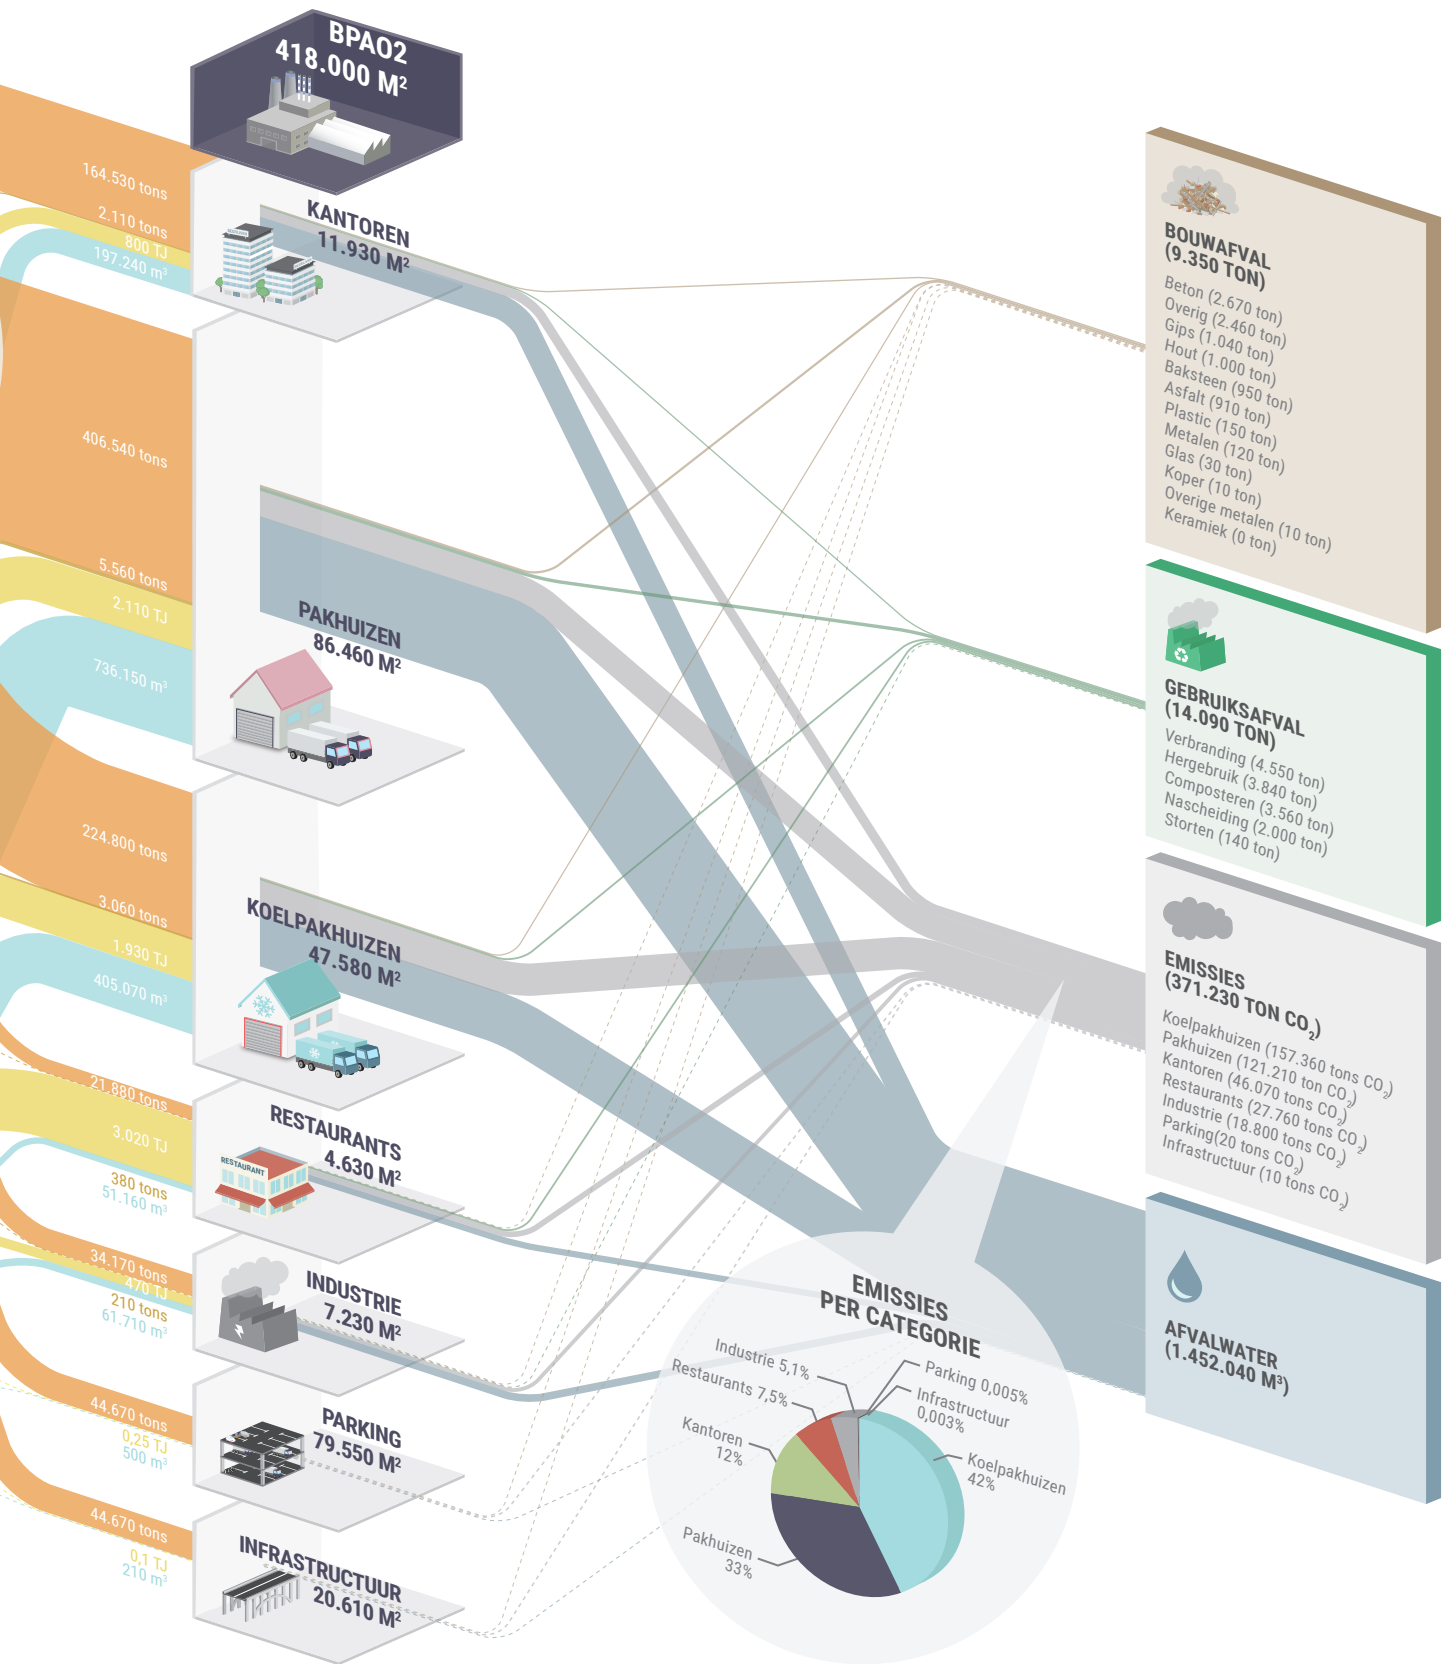 BPAO2
418.000 M²
164.530 tons
2.110 tons
800 TJ
197.240 m³
KANTOREN
11.930 M²
406.540 tons
5.560 tons
2.110 TJ
736.150 m³
PAKHUIZEN
86.460 M²
224.800 tons
3.060 tons
1.930 TJ
405.070 m³
KOELPAKHUIZEN
47.580 M²
21.880 tons
3.020 TJ
380 tons
51.160 m³
RESTAURANTS
4.630 M²
RESTAURANT
34.170 tons
470 TJ
210 tons
61.710 m³
INDUSTRIE
7.230 M²
44.670 tons
0,25 TJ
500 m³
PARKING
79.550 M²
44.670 tons
0,1 TJ
210 m³
INFRASTRUCTUUR
20.610 M²
BOUWAFVAL
(9.350 TON)
Beton (2.670 ton)
Overig (2.460 ton)
Gips (1.040 ton)
Hout (1.000 ton)
Baksteen (950 ton)
Asfalt (910 ton)
Plastic (150 ton)
Metalen (120 ton)
Glas (30 ton)
Koper (10 ton)
Overige metalen (10 ton)
Keramiek (0 ton)
GEBRUIKSAFVAL
(14.090 TON)
Verbranding (4.550 ton)
Hergebruik (3.840 ton)
Composteren (3.560 ton)
Nascheiding (2.000 ton)
Storten (140 ton)
EMISSIES
(371.230 TON CO₂)
Koelpakhuizen (157.360 tons CO₂)
Pakhuizen (121.210 ton CO₂)
Kantoren (46.070 tons CO₂)
Restaurants (27.760 tons CO₂)
Industrie (18.800 tons CO₂)
Parking(20 tons CO₂)
Infrastructuur (10 tons CO₂)
AFVALWATER
(1.452.040 M³)
EMISSIES
PER CATEGORIE
Industrie 5,1%
Restaurants 7,5%
Kantoren
12%
Pakhuizen
33%
Parking 0,005%
Infrastructuur
0,003%
Koelpakhuizen
42%